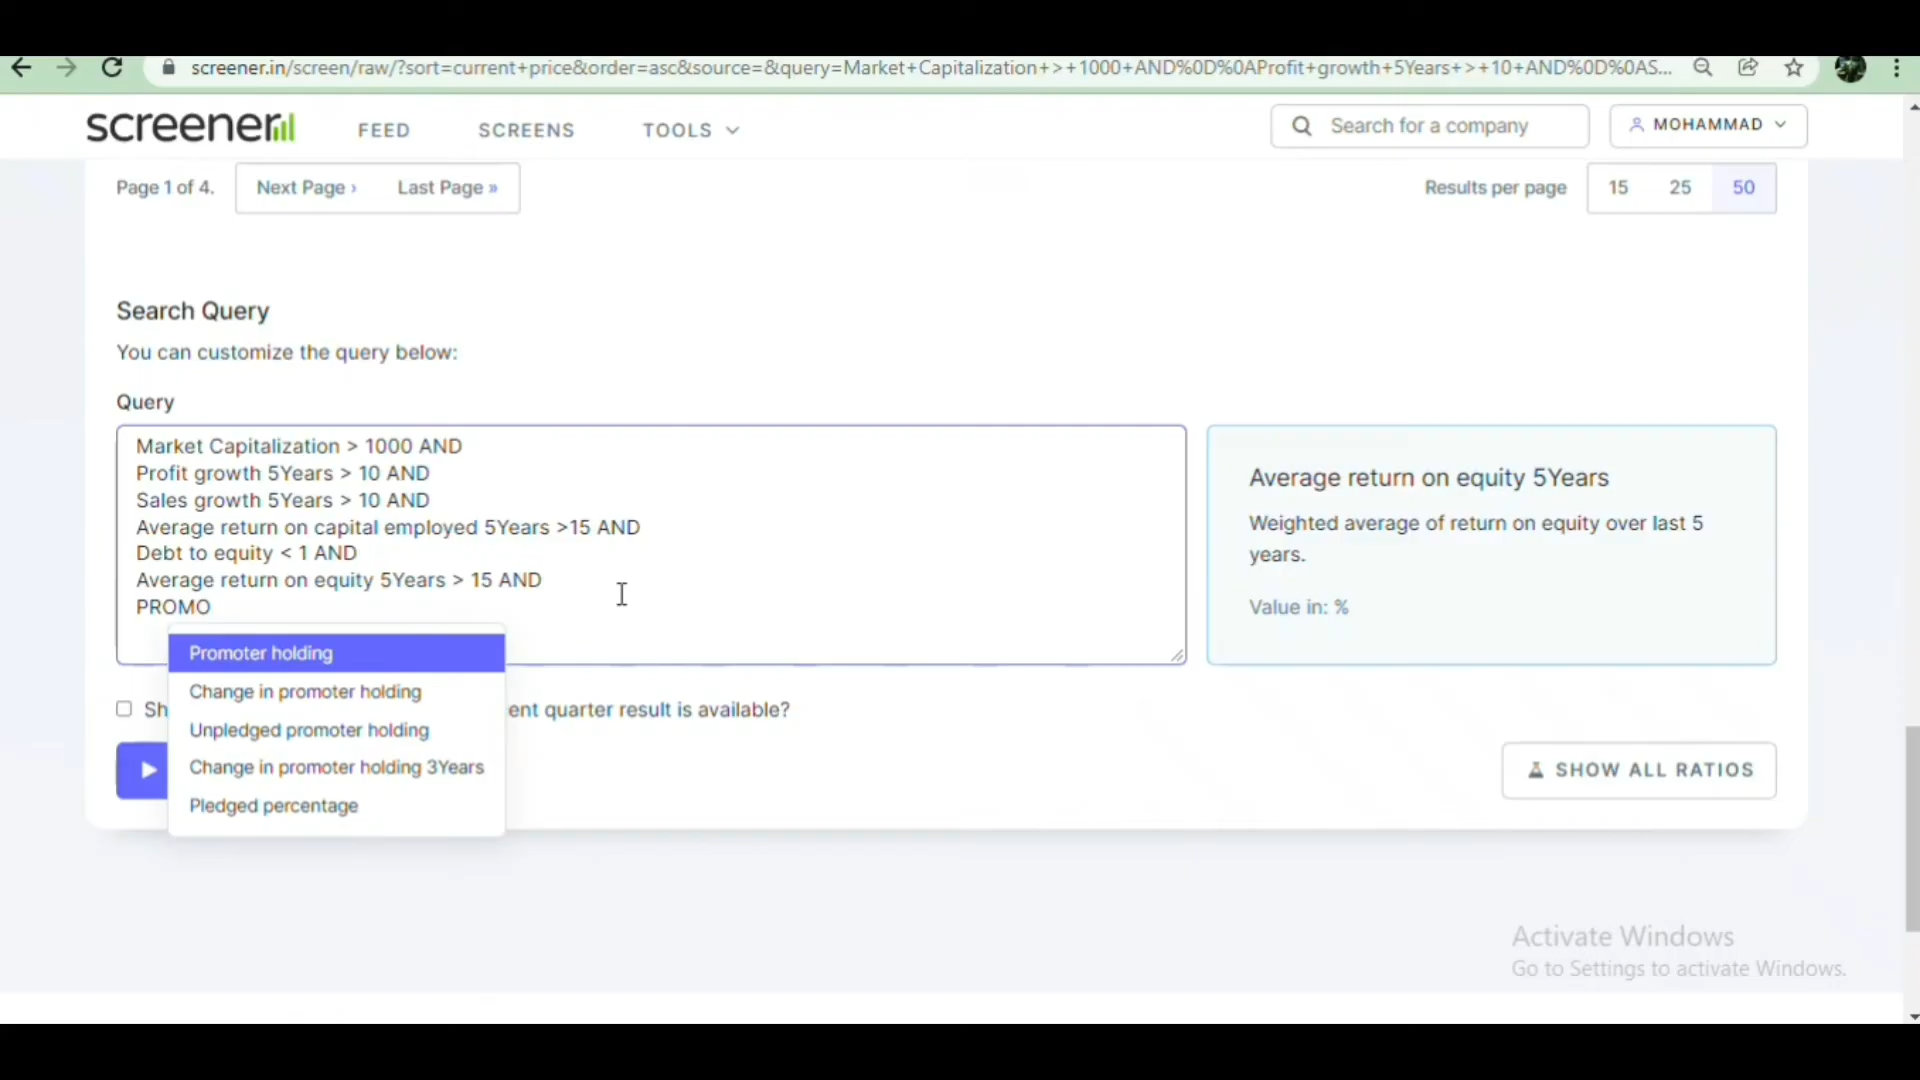 screener.in/screen/raw/?sort=current+price&order=asc&source=&query=Market+Capitalization+>+1000+AND%0D%0AProfit+growth+5Years+>+10+AND%0D%0AS...
screener
FEED
SCREENS
TOOLS
Search for a company
MOHAMMAD
Page 1 of 4.
Next Page ›
Last Page »
Results per page
15
25
50
Search Query
You can customize the query below:
Query
Market Capitalization > 1000 AND
Profit growth 5Years > 10 AND
Sales growth 5Years > 10 AND
Average return on capital employed 5Years >15 AND
Debt to equity < 1 AND
Average return on equity 5Years > 15 AND
PROMO
Average return on equity 5Years
Weighted average of return on equity over last 5
years.
Value in: %
Promoter holding
Change in promoter holding
Unpledged promoter holding
Change in promoter holding 3Years
Pledged percentage
Sh
ent quarter result is available?
SHOW ALL RATIOS
Activate Windows
Go to Settings to activate Windows.